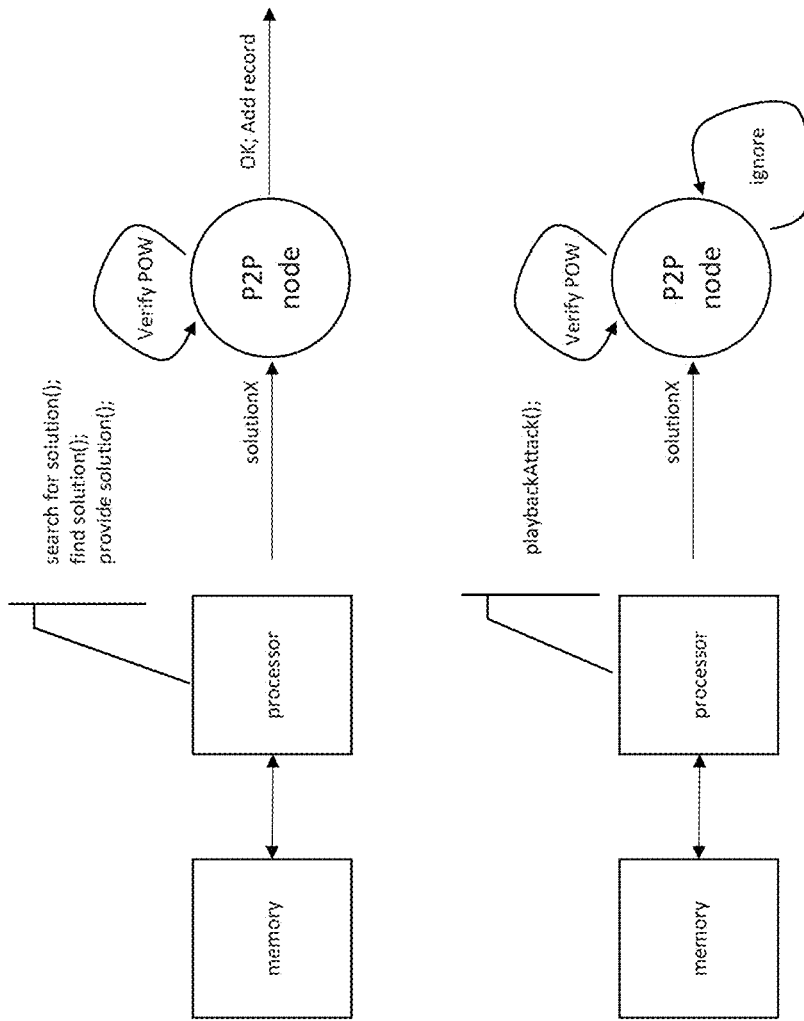 search for solution();
find solution();
provide solution();
memory
processor
solutionX
Verify POW
P2P
node
OK; Add record
playbackAttack();
memory
processor
solutionX
Verify POW
P2P
node
ignore